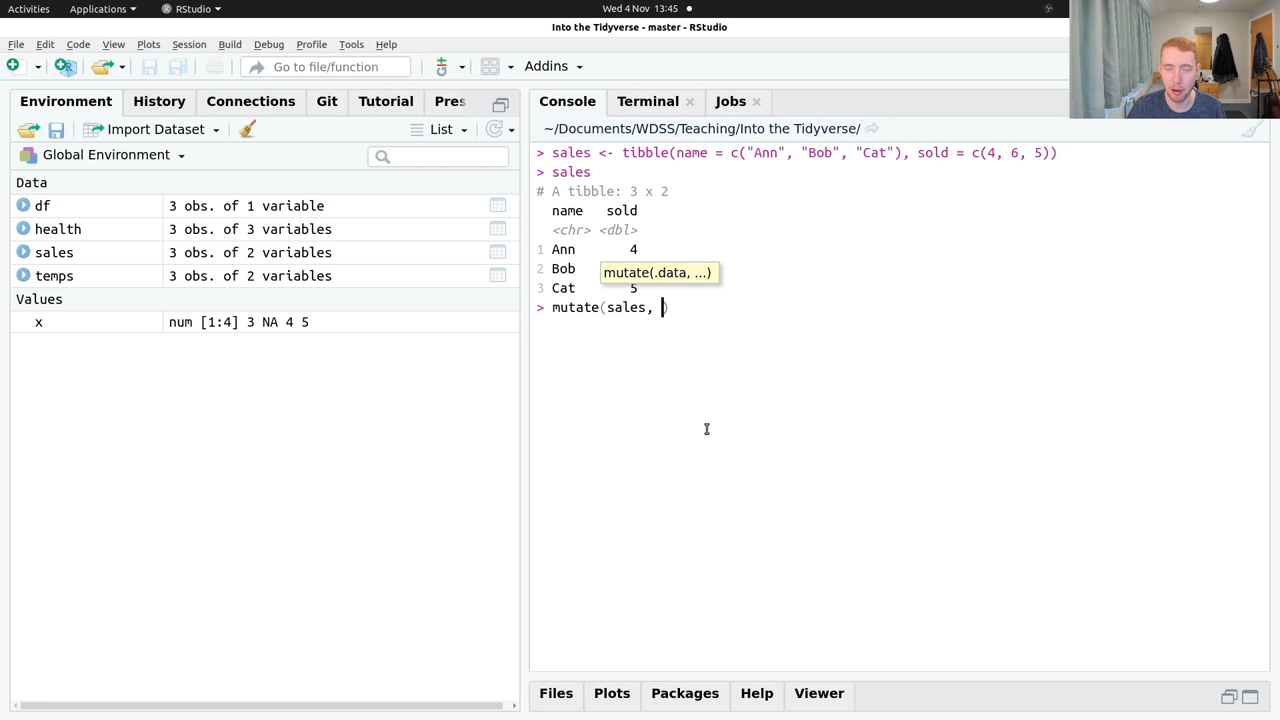 Activities Applications RStudio Wed 4 Nov 13:45
Into the Tidyverse - master - RStudio
File Edit Code View Plots Session Build Debug Profile Tools Help
Go to file/function Addins
Environment History Connections Git Tutorial Pres
Import Dataset List
Global Environment
Data
df 3 obs. of 1 variable
health 3 obs. of 3 variables
sales 3 obs. of 2 variables
temps 3 obs. of 2 variables
Values
x num [1:4] 3 NA 4 5
Console Terminal Jobs
~/Documents/WDSS/Teaching/Into the Tidyverse/
> sales <- tibble(name = c("Ann", "Bob", "Cat"), sold = c(4, 6, 5))
> sales
# A tibble: 3 x 2
name sold
<chr> <dbl>
1 Ann 4
2 Bob
mutate(.data, ...)
3 Cat 5
> mutate(sales, )
Files Plots Packages Help Viewer